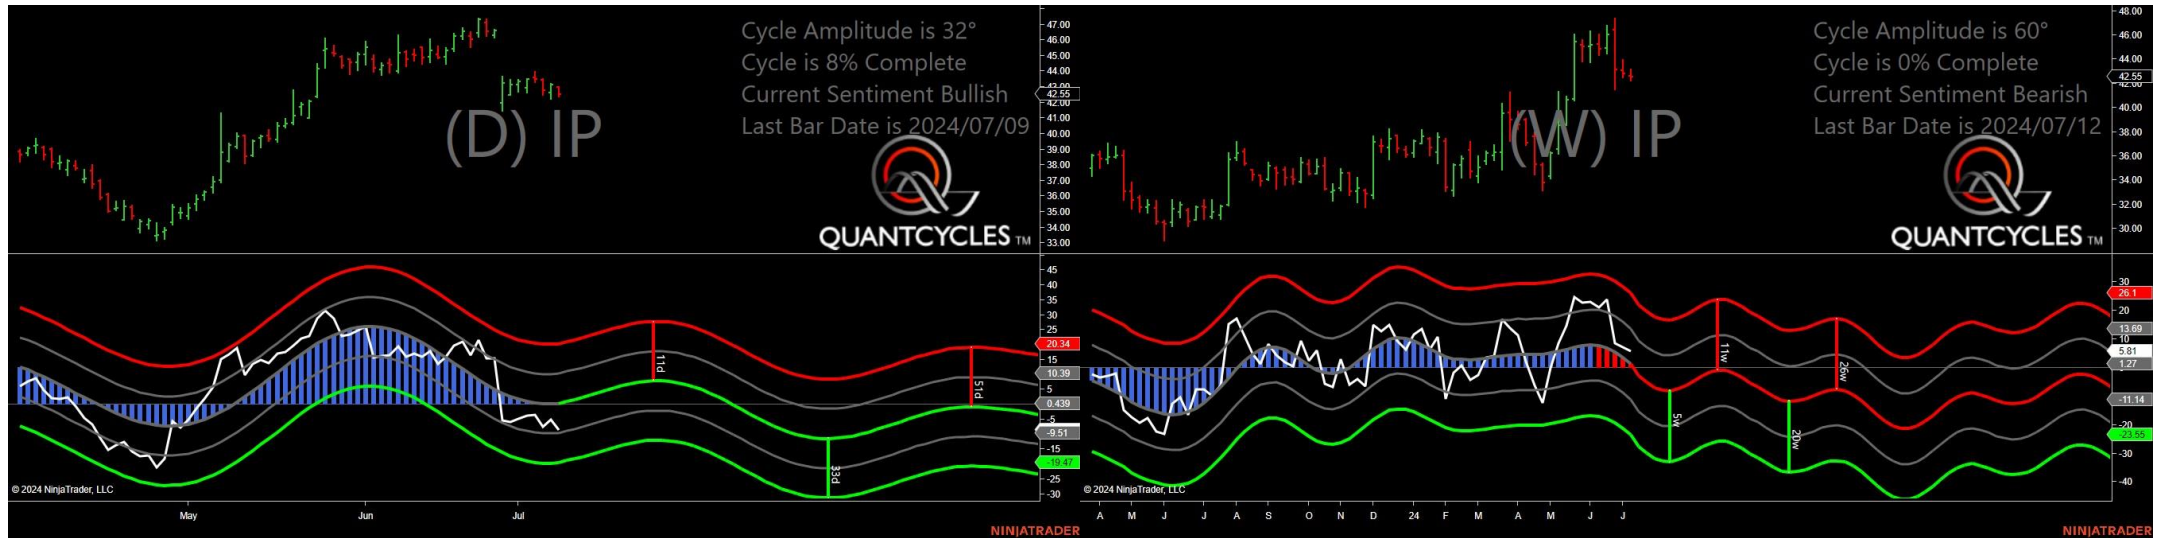 Cycle Amplitude is 32°
Cycle is 8% Complete
Current Sentiment Bullish
Last Bar Date is 2024/07/09
(D) IP
QUANTCYCLES TM
47.00
46.00
45.00
44.00
43.00
42.55
42.00
41.00
40.00
39.00
38.00
37.00
36.00
35.00
34.00
33.00
45
40
35
30
25
20.34
15
10.39
5
0.439
-5
-9.51
-15
-19.47
-25
-30
11d
33d
51d
© 2024 NinjaTrader, LLC
May Jun Jul
NINJATRADER
Cycle Amplitude is 60°
Cycle is 0% Complete
Current Sentiment Bearish
Last Bar Date is 2024/07/12
(W) IP
QUANTCYCLES TM
48.00
46.00
44.00
42.55
42.00
40.00
38.00
36.00
34.00
32.00
30.00
30
26.1
20
13.69
10
5.81
1.27
-11.14
-20
-23.55
-30
-40
5w
11w
20w
26w
© 2024 NinjaTrader, LLC
A M J J A S O N D 24 F M A M J J
NINJATRADER